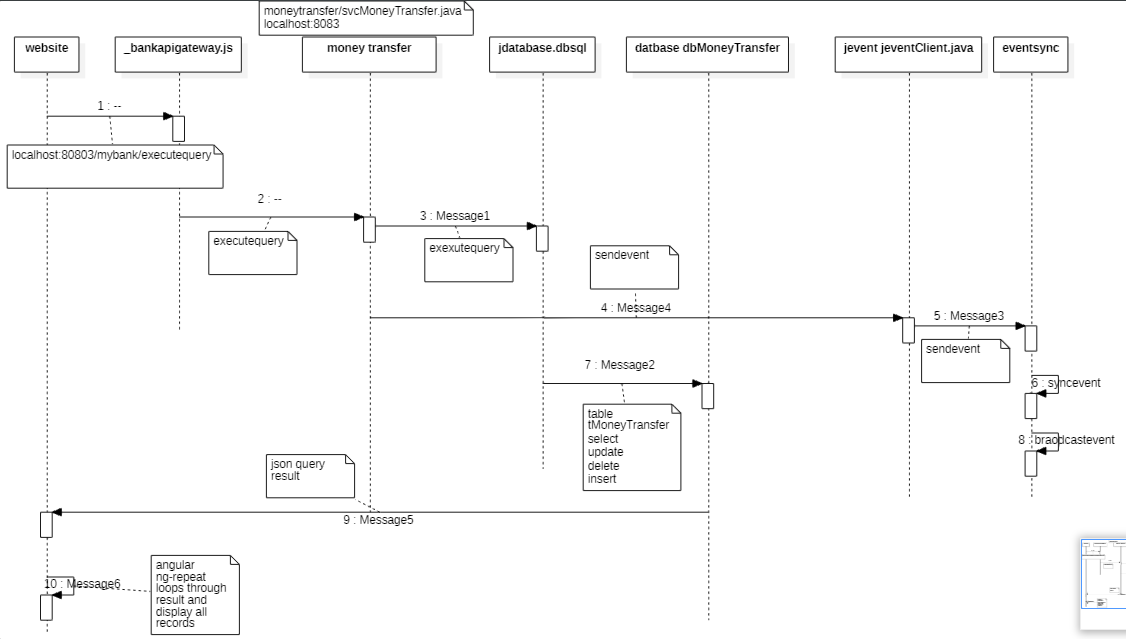 moneytransfer/svcMoneyTransfer.java
localhost:8083
website
_bankapigateway.js
money transfer
jdatabase.dbsql
datbase dbMoneyTransfer
jevent jeventClient.java
eventsync
1 : --
localhost:80803/mybank/executequery
2 : --
executequery
3 : Message1
exexutequery
sendevent
4 : Message4
5 : Message3
sendevent
6 : syncevent
7 : Message2
table
tMoneyTransfer
select
update
delete
insert
8 : braodcastevent
json query
result
9 : Message5
10 : Message6
angular
ng-repeat
loops through
result and
display all
records